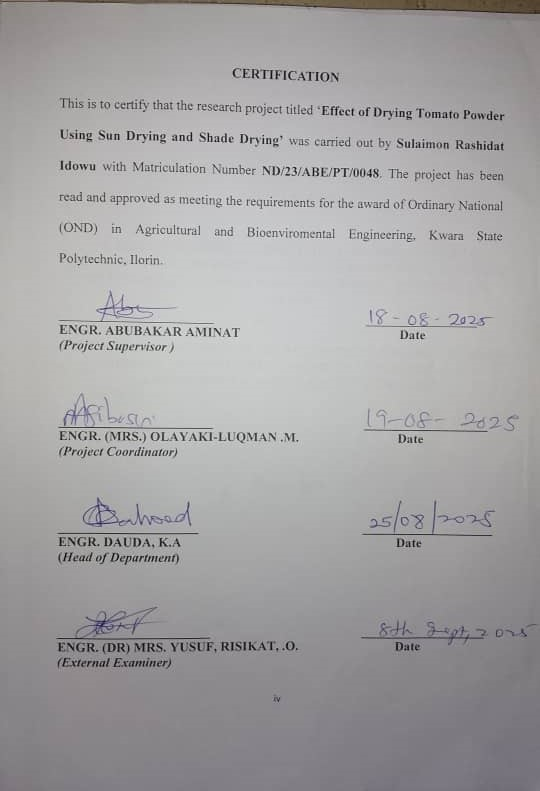 CERTIFICATION
This is to certify that the research project titled ‘Effect of Drying Tomato Powder
Using Sun Drying and Shade Drying’ was carried out by Sulaimon Rashidat
Idowu with Matriculation Number ND/23/ABE/PT/0048. The project has been
read and approved as meeting the requirements for the award of Ordinary National
(OND) in Agricultural and Bioenviromental Engineering, Kwara State
Polytechnic, Ilorin.
18-08-2025
ENGR. ABUBAKAR AMINAT
Date
(Project Supervisor )
19-08-2025
ENGR. (MRS.) OLAYAKI-LUQMAN .M.
Date
(Project Coordinator)
25/08/2025
ENGR. DAUDA, K.A
Date
(Head of Department)
8th Sept, 2025
ENGR. (DR) MRS. YUSUF, RISIKAT, .O.
Date
(External Examiner)
iv